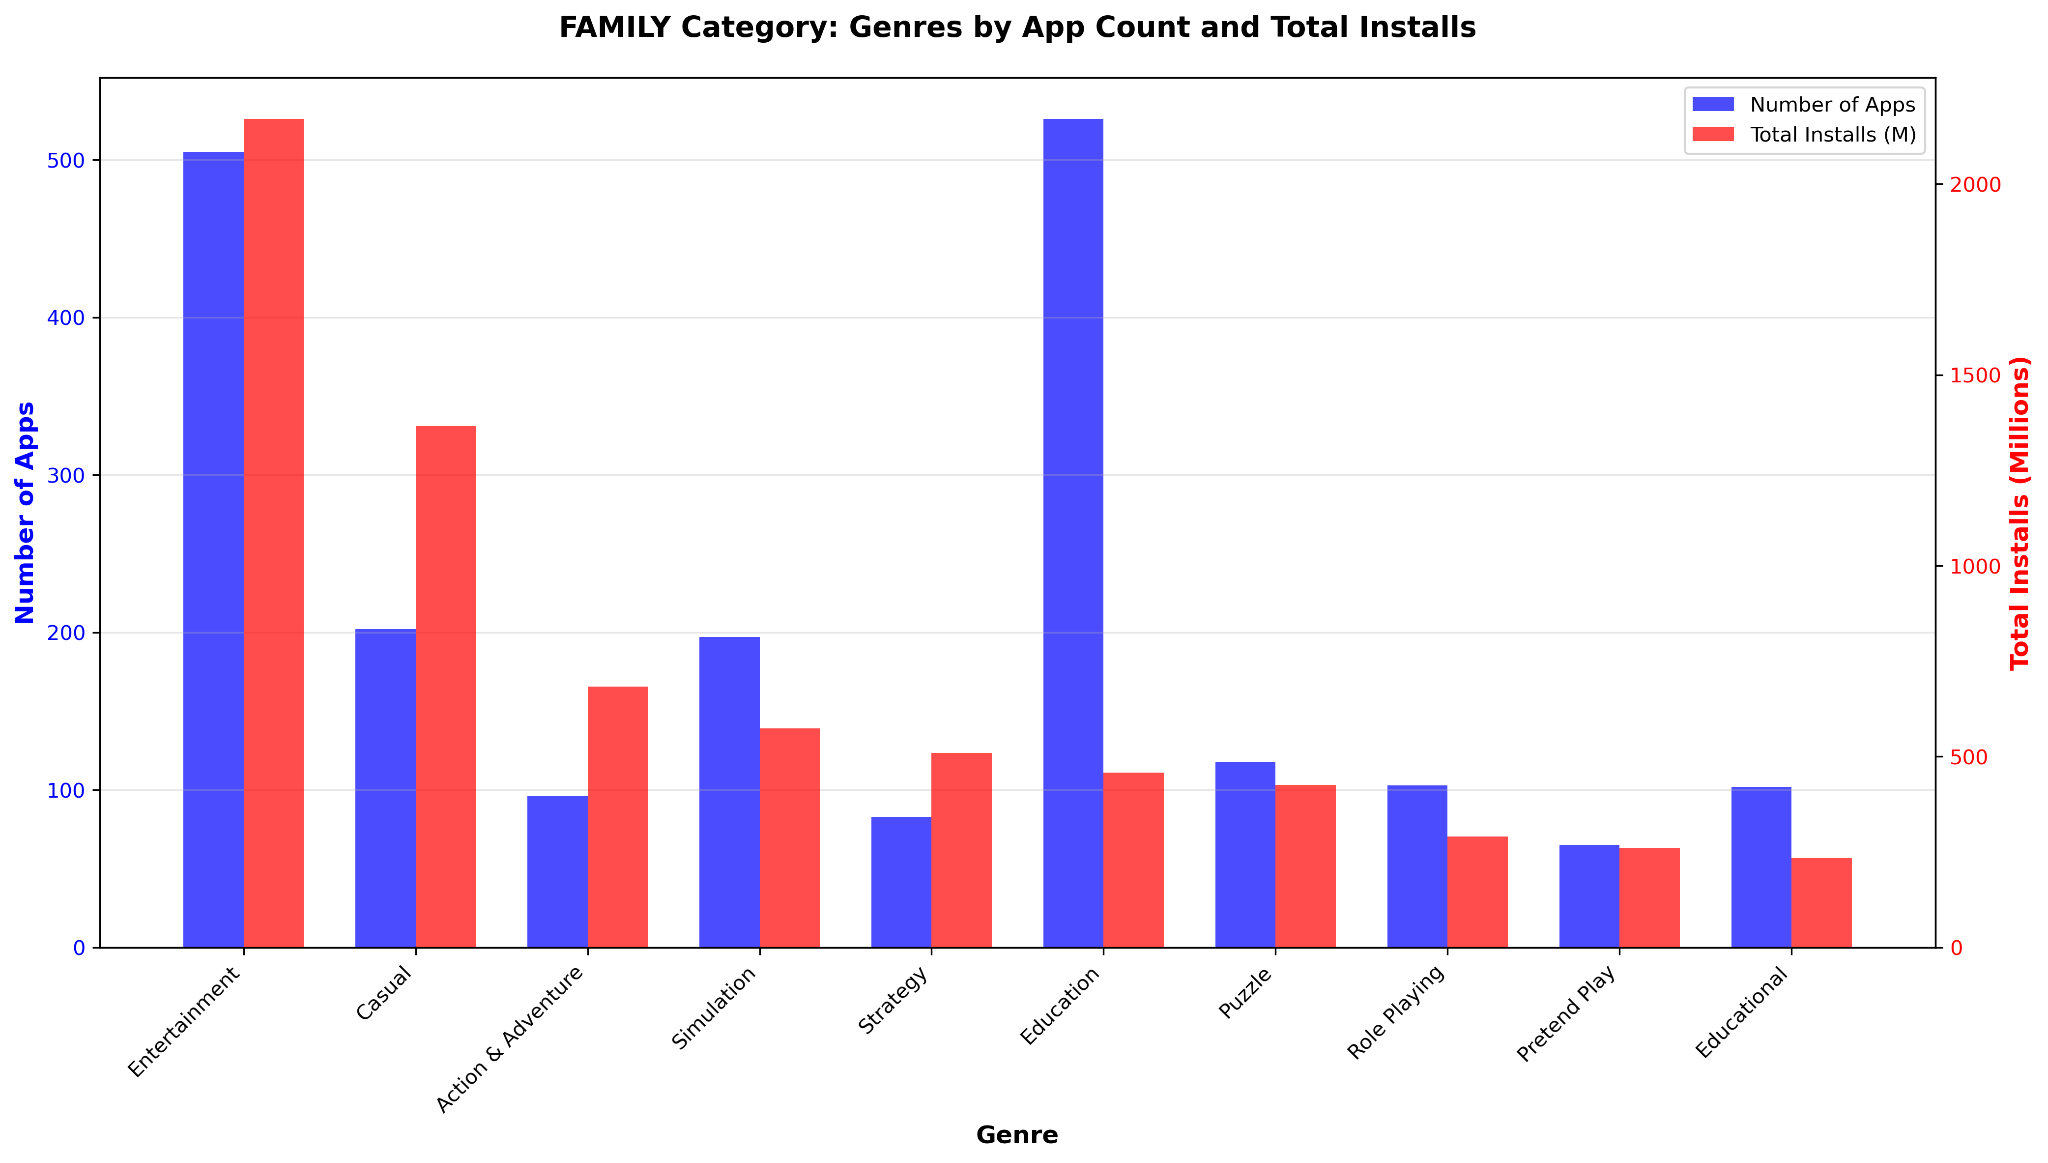 FAMILY Category: Genres by App Count and Total Installs
Number of Apps
Total Installs (M)
500
400
300
200
100
0
Number of Apps
2000
1500
1000
500
0
Total Installs (Millions)
Entertainment
Casual
Action & Adventure
Simulation
Strategy
Education
Puzzle
Role Playing
Pretend Play
Educational
Genre